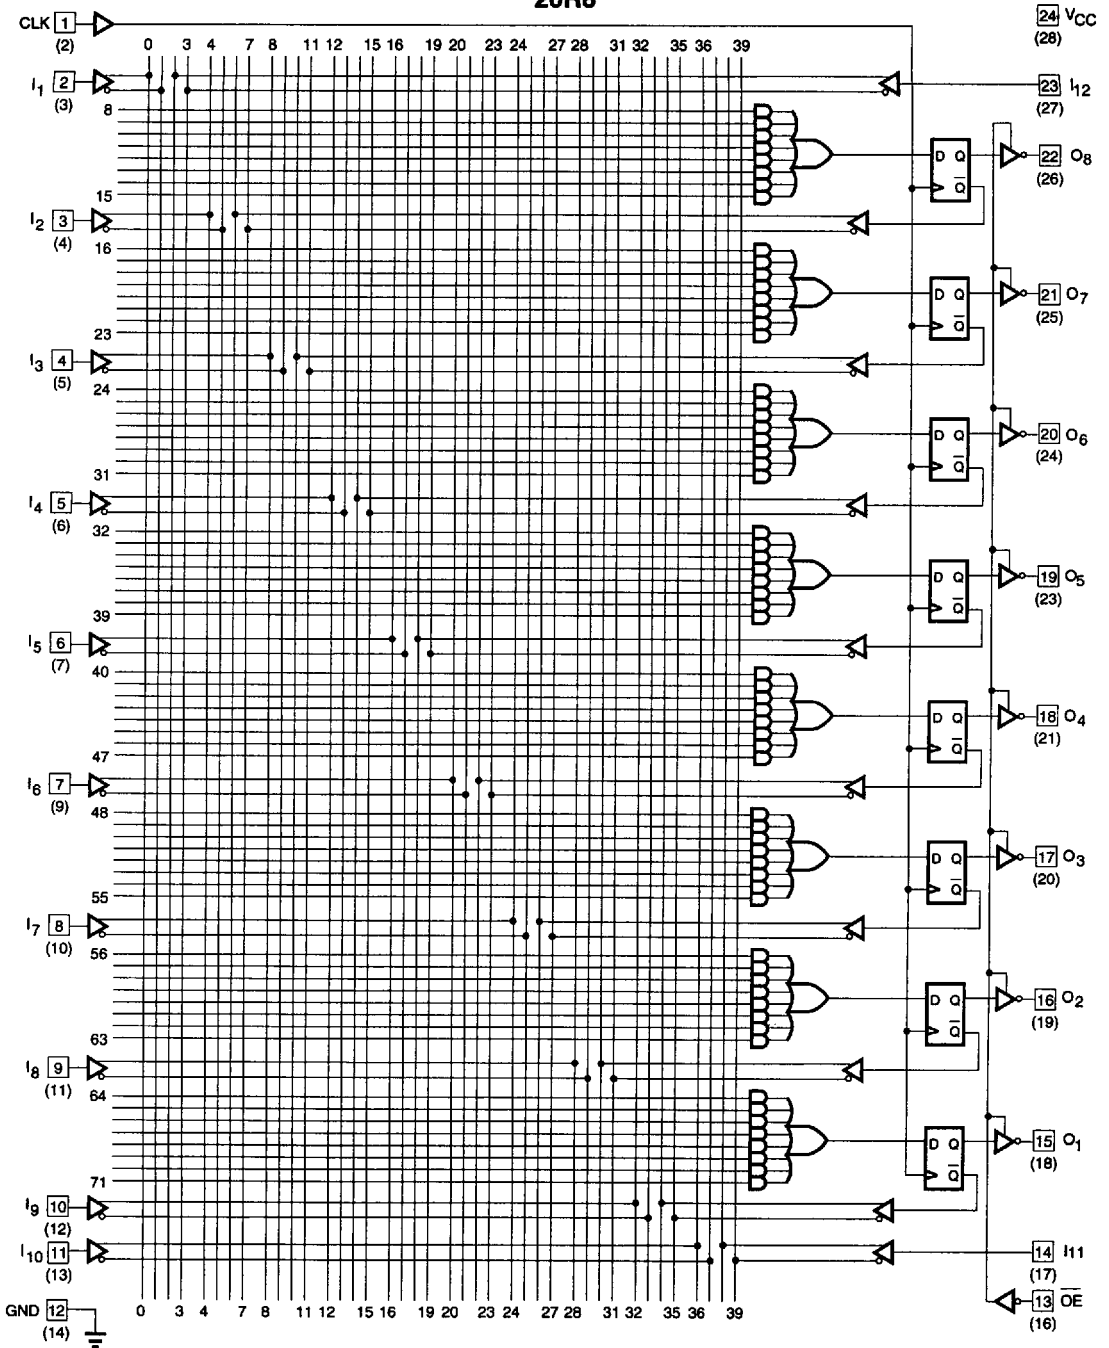 20R8
CLK 1
(2)
24 VCC
(28)
0 3 4 7 8 11 12 15 16 19 20 23 24 27 28 31 32 35 36 39
I1 2
(3)
23 I12
(27)
8
D Q
Q̅
22 O8
(26)
15
I2 3
(4)
16
D Q
Q̅
21 O7
(25)
23
I3 4
(5)
24
D Q
Q̅
20 O6
(24)
31
I4 5
(6)
32
D Q
Q̅
19 O5
(23)
39
I5 6
(7)
40
D Q
Q̅
18 O4
(21)
47
I6 7
(9)
48
D Q
Q̅
17 O3
(20)
55
I7 8
(10)
56
D Q
Q̅
16 O2
(19)
63
I8 9
(11)
64
D Q
Q̅
15 O1
(18)
71
I9 10
(12)
I10 11
(13)
14 I11
(17)
0 3 4 7 8 11 12 15 16 19 20 23 24 27 28 31 32 35 36 39
13 O̅E̅
(16)
GND 12
(14)